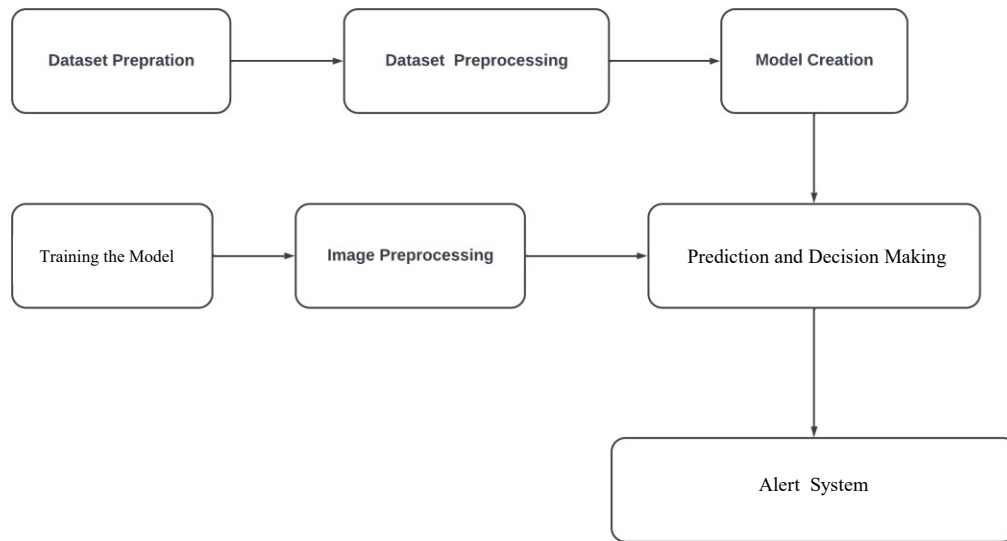 Dataset Prepration
Dataset Preprocessing
Model Creation
Training the Model
Image Preprocessing
Prediction and Decision Making
Alert System